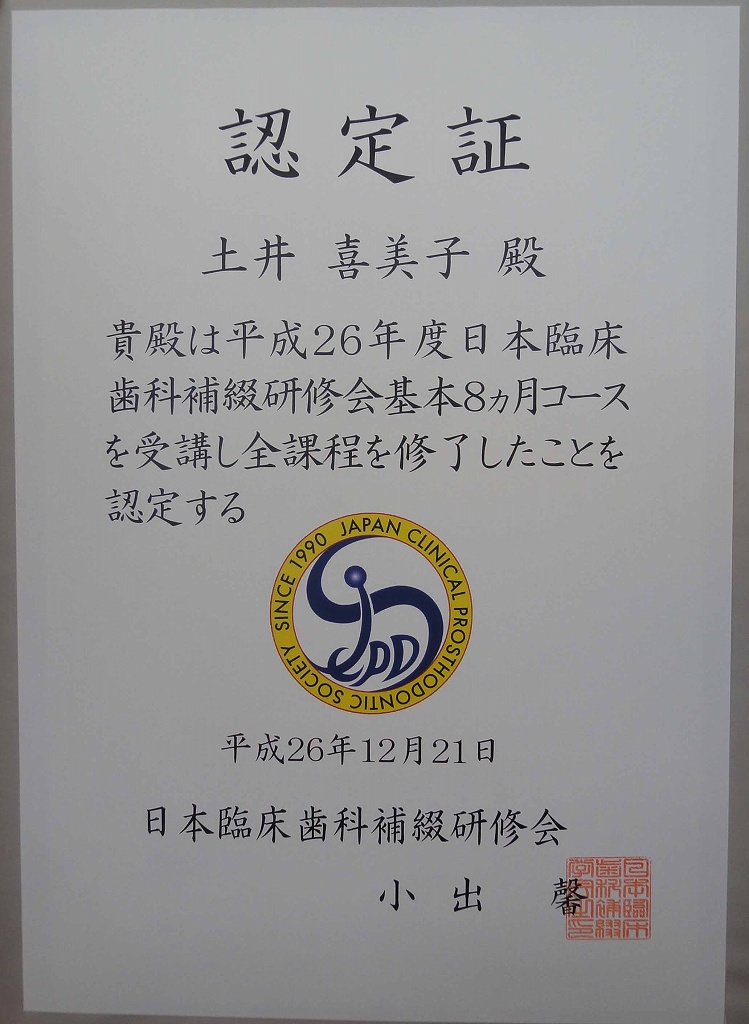 認定証
土井 喜美子 殿
貴殿は平成26年度日本臨床
歯科補綴研修会基本8ヵ月コース
を受講し全課程を修了したことを
認定する
SINCE 1990 JAPAN CLINICAL PROSTHODONTIC SOCIETY
平成26年12月21日
日本臨床歯科補綴研修会
小出 馨